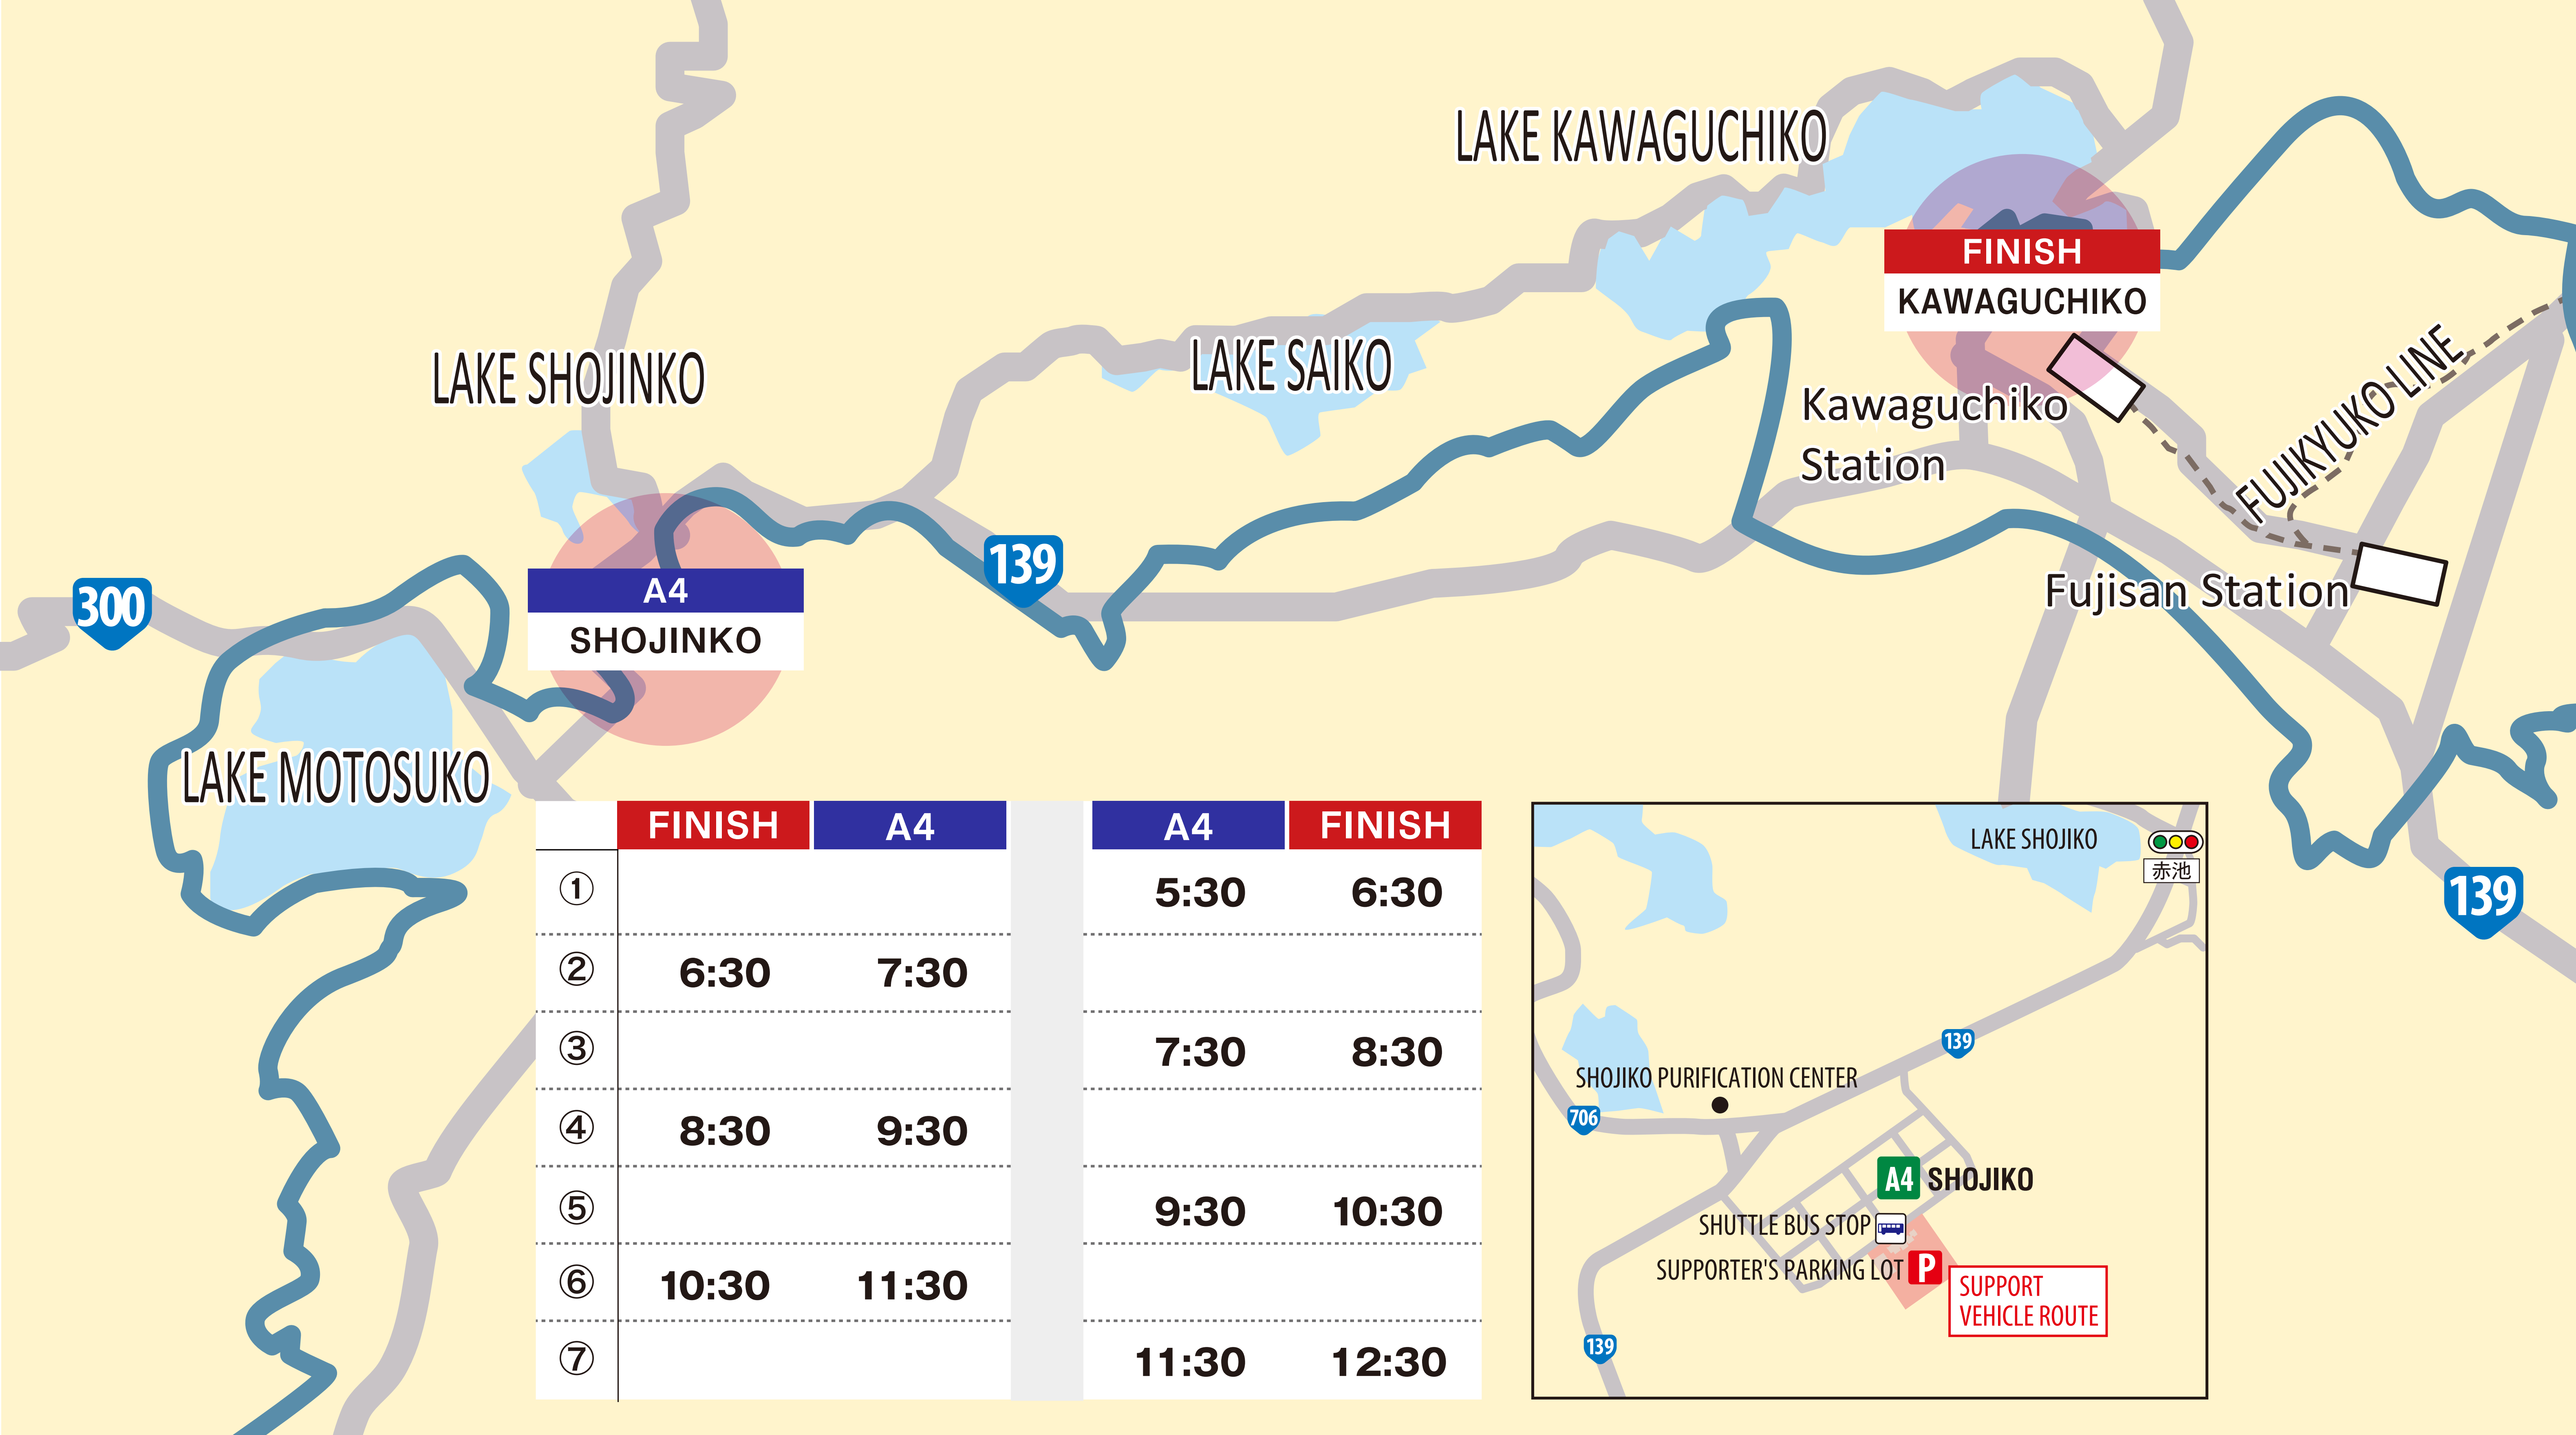 LAKE KAWAGUCHIKO
FINISH
KAWAGUCHIKO
LAKE SHOJINKO
LAKE SAIKO
Kawaguchiko
Station
FUJIKYUKO LINE
139
Fujisan Station
300
A4
SHOJINKO
LAKE MOTOSUKO
139
FINISH A4 A4 FINISH
① 5:30 6:30
② 6:30 7:30
③ 7:30 8:30
④ 8:30 9:30
⑤ 9:30 10:30
⑥ 10:30 11:30
⑦ 11:30 12:30
LAKE SHOJIKO
赤池
139
SHOJIKO PURIFICATION CENTER
706
A4 SHOJIKO
SHUTTLE BUS STOP
SUPPORTER'S PARKING LOT P
SUPPORT
VEHICLE ROUTE
139